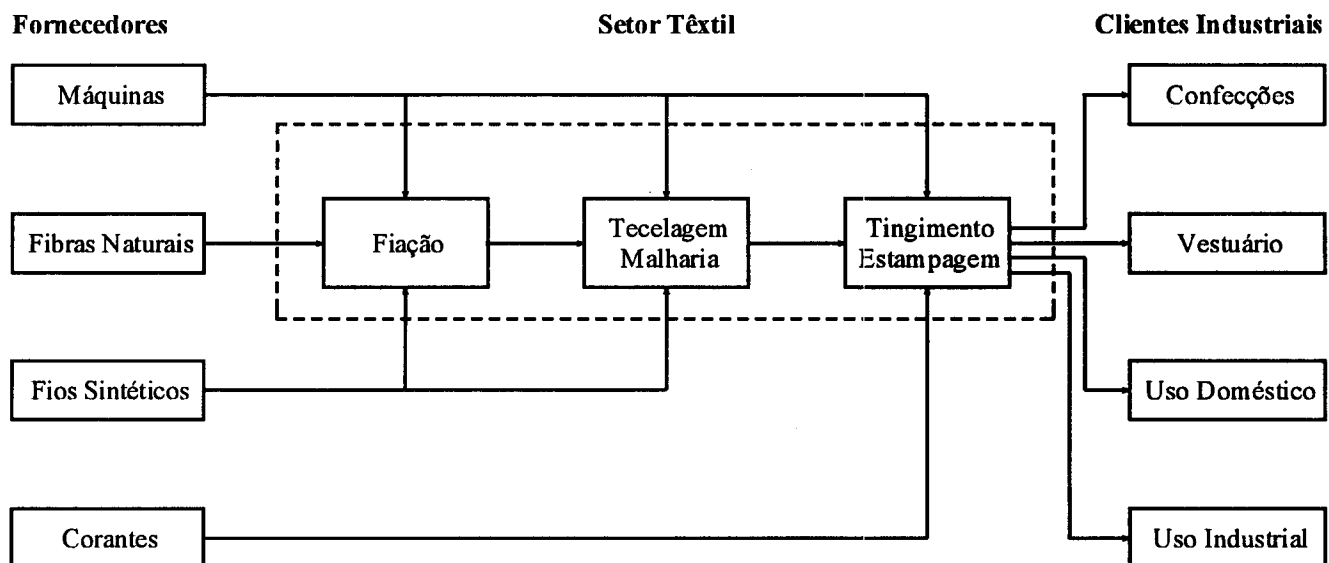 Fornecedores
Setor Têxtil
Clientes Industriais
Máquinas
Confecções
Fibras Naturais
Fiação
Tecelagem
Malharia
Tingimento
Estampagem
Vestuário
Fios Sintéticos
Uso Doméstico
Corantes
Uso Industrial